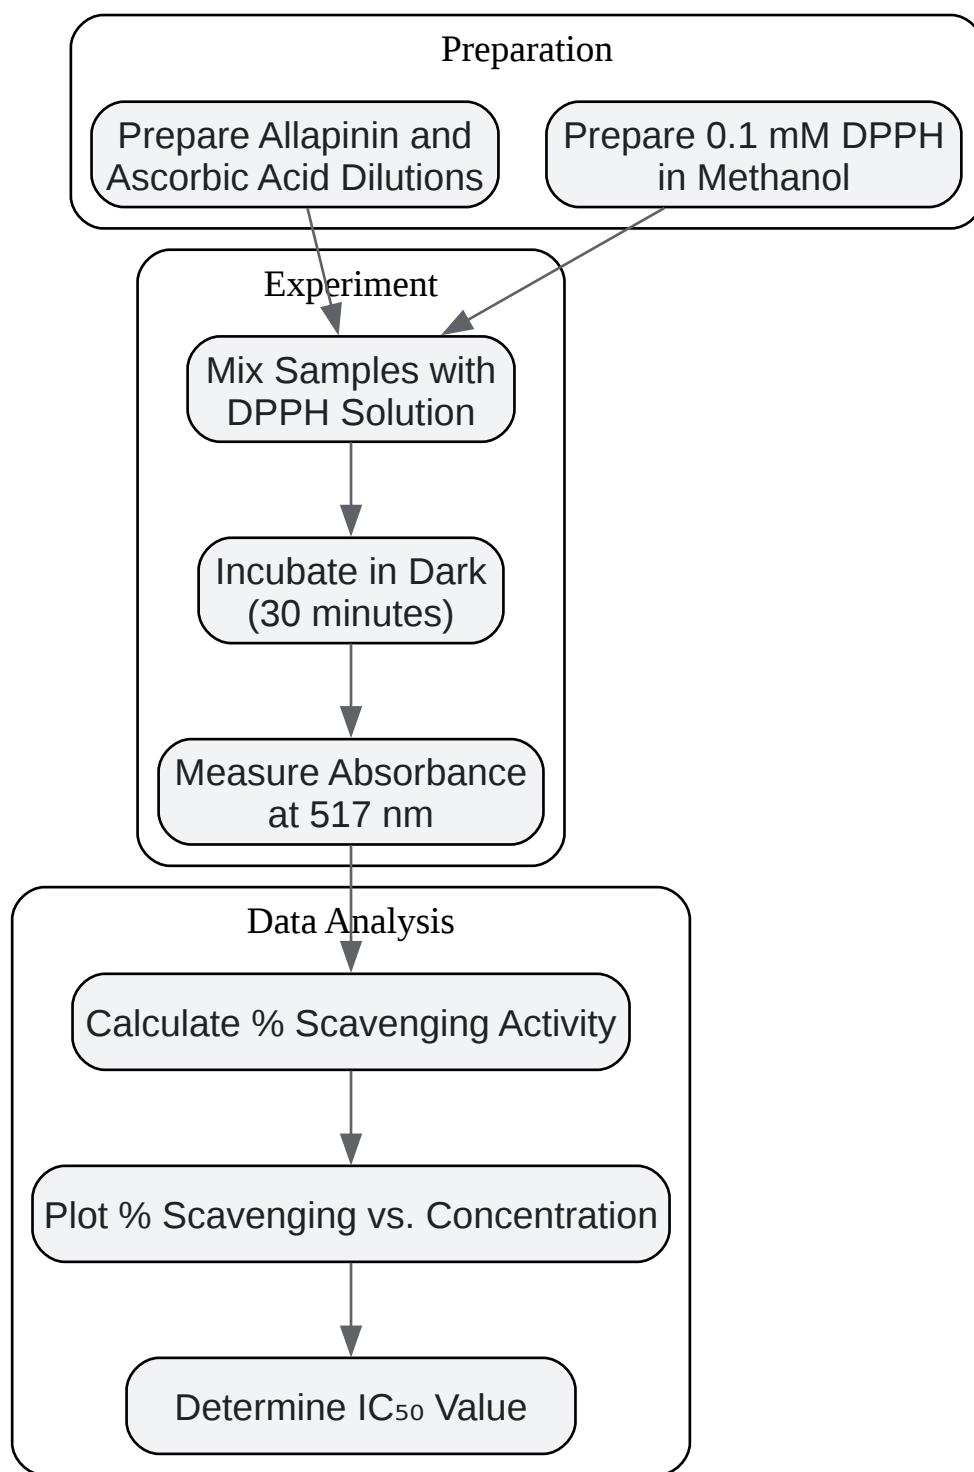 Preparation
Prepare Allapinin and
Ascorbic Acid Dilutions
Prepare 0.1 mM DPPH
in Methanol
Experiment
Mix Samples with
DPPH Solution
Incubate in Dark
(30 minutes)
Measure Absorbance
at 517 nm
Data Analysis
Calculate % Scavenging Activity
Plot % Scavenging vs. Concentration
Determine IC₅₀ Value